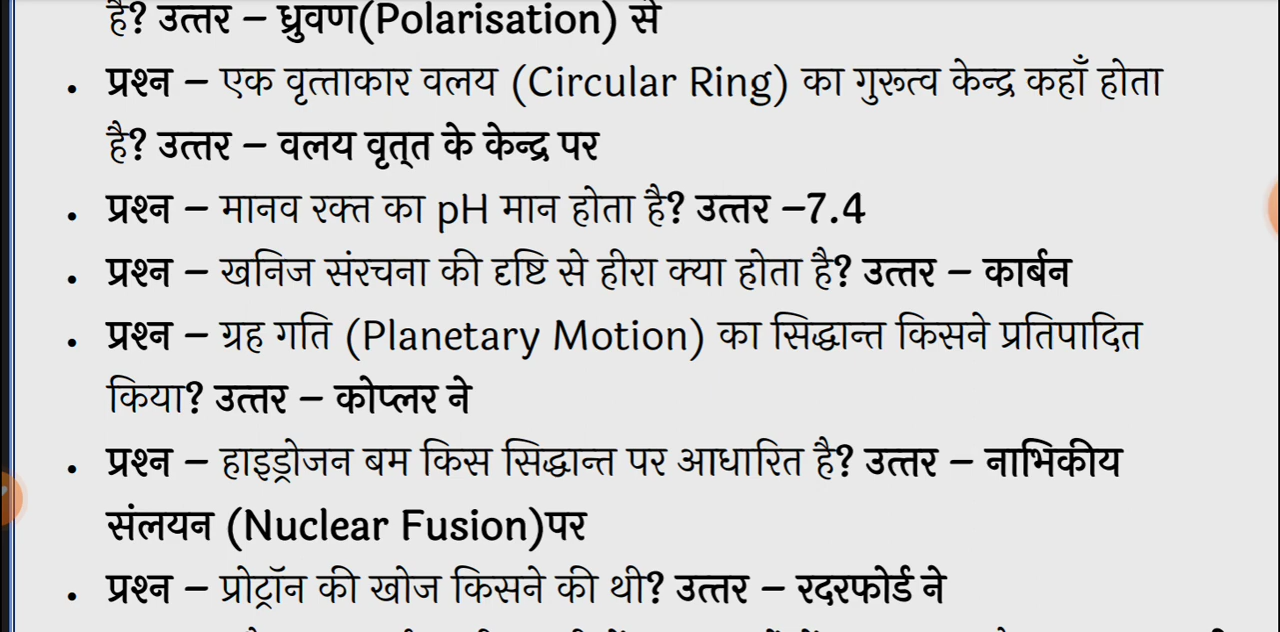 है? उत्तर – ध्रुवण(Polarisation) से
• प्रश्न – एक वृत्ताकार वलय (Circular Ring) का गुरूत्व केन्द्र कहाँ होता
है? उत्तर – वलय वृत्त के केन्द्र पर
• प्रश्न – मानव रक्त का pH मान होता है? उत्तर –7.4
• प्रश्न – खनिज संरचना की दृष्टि से हीरा क्या होता है? उत्तर – कार्बन
• प्रश्न – ग्रह गति (Planetary Motion) का सिद्धान्त किसने प्रतिपादित
किया? उत्तर – कोप्लर ने
• प्रश्न – हाइड्रोजन बम किस सिद्धान्त पर आधारित है? उत्तर – नाभिकीय
संलयन (Nuclear Fusion)पर
• प्रश्न – प्रोट्रॉन की खोज किसने की थी? उत्तर – रदरफोर्ड ने